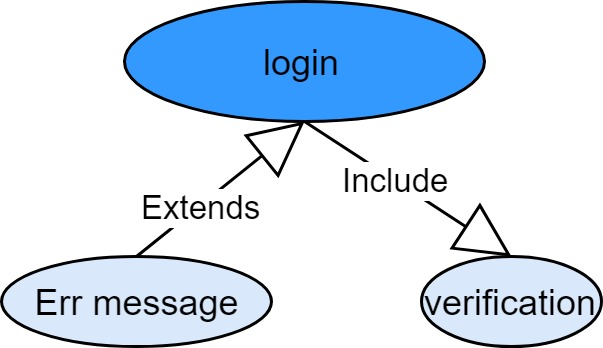 login
Include
Extends
Err message
verification